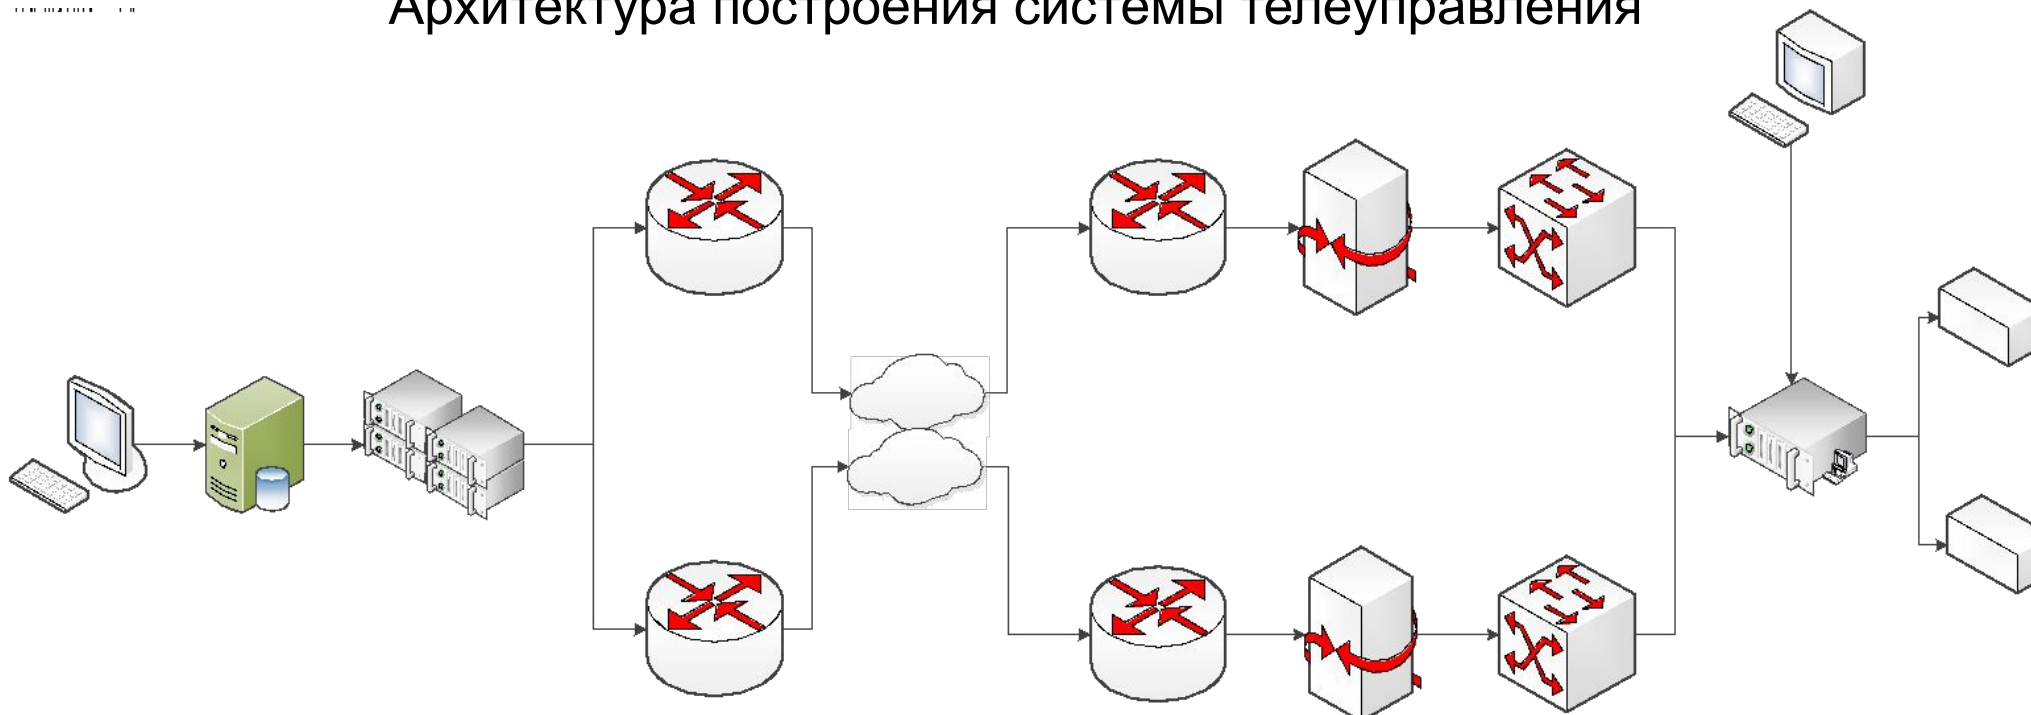 Архитектура построения системы телеуправления